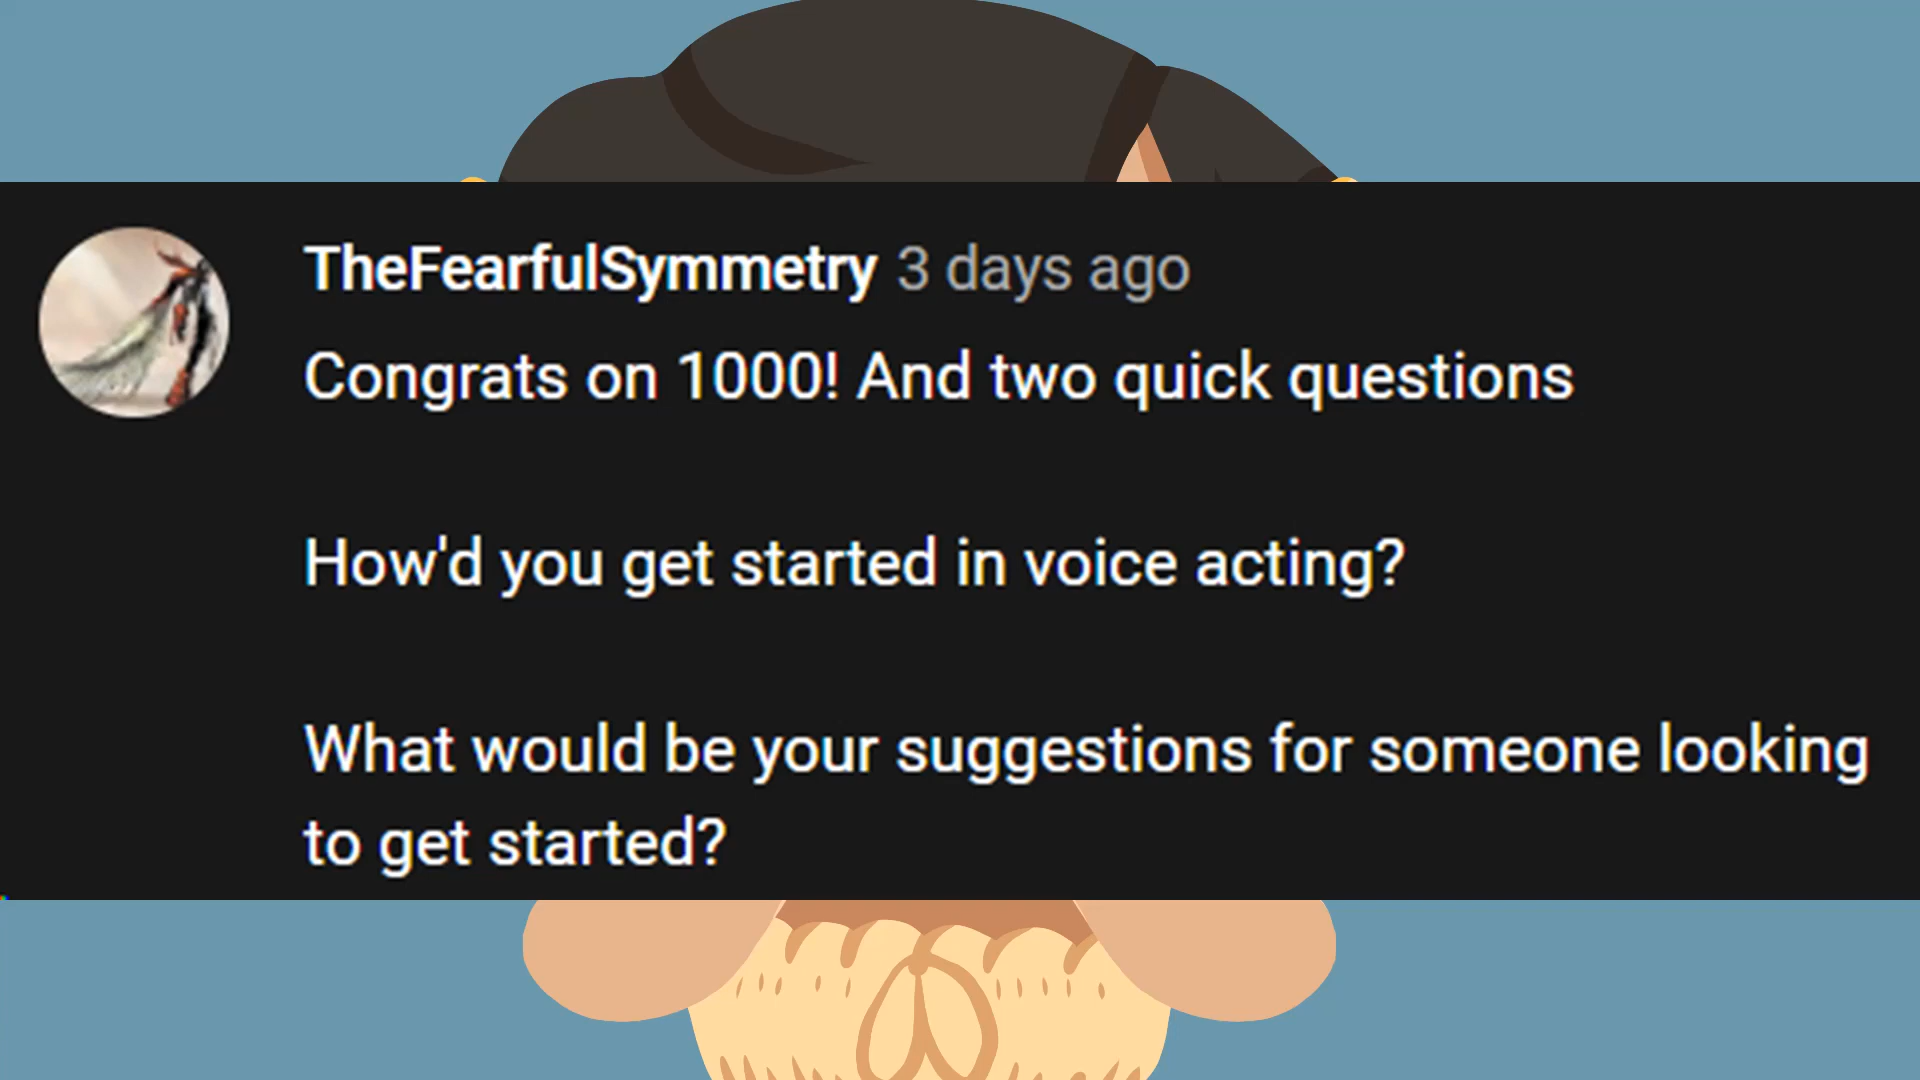 TheFearfulSymmetry 3 days ago
Congrats on 1000! And two quick questions
How'd you get started in voice acting?
What would be your suggestions for someone looking
to get started?